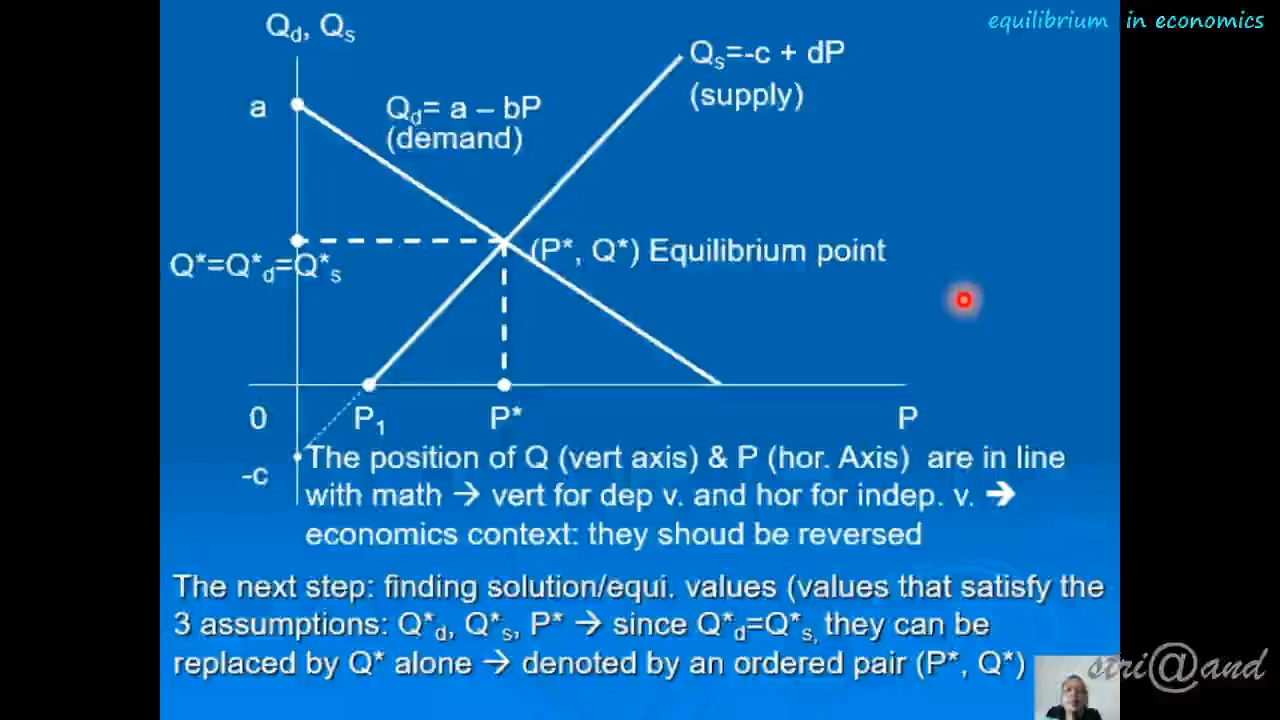 equilibrium in economics
Qd, Qs
Qs=-c + dP
(supply)
a
Qd= a – bP
(demand)
(P*, Q*) Equilibrium point
Q*=Q*d=Q*s
0
P1
P*
P
-c
The position of Q (vert axis) & P (hor. Axis) are in line
with math → vert for dep v. and hor for indep. v. →
economics context: they shoud be reversed
The next step: finding solution/equi. values (values that satisfy the
3 assumptions: Q*d, Q*s, P* → since Q*d=Q*s, they can be
replaced by Q* alone → denoted by an ordered pair (P*, Q*)
stri@and